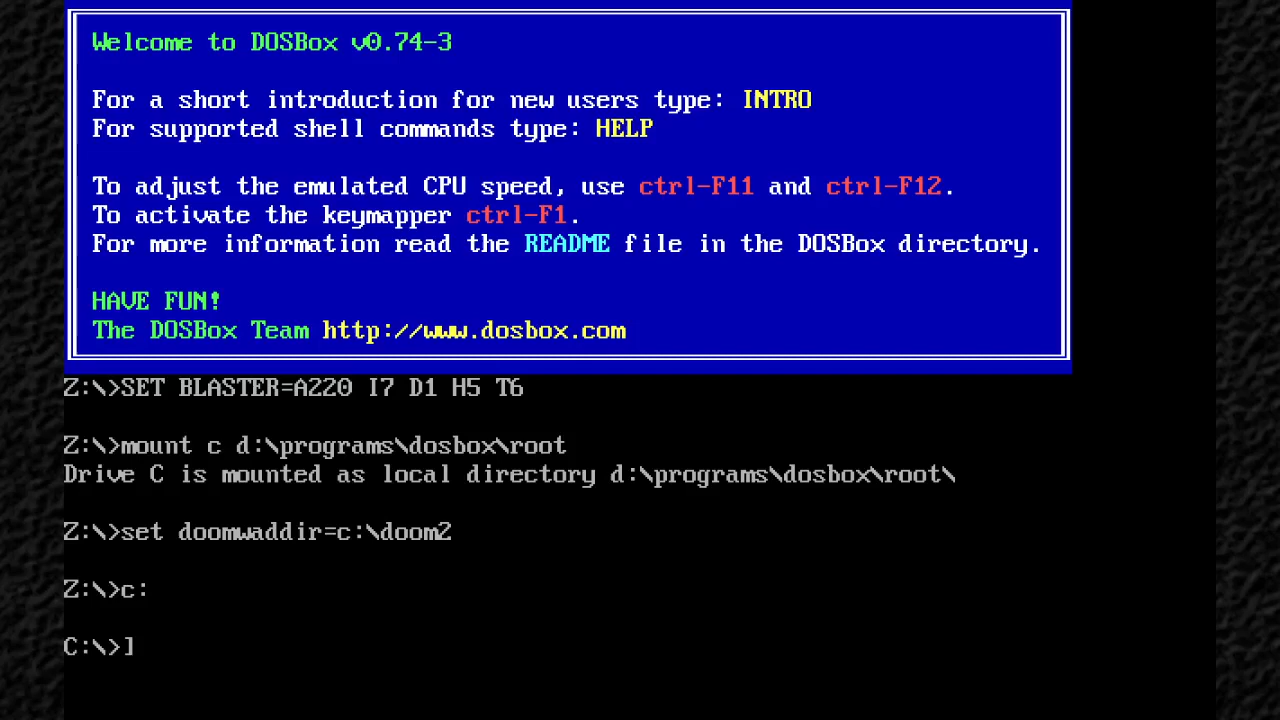 Welcome to DOSBox v0.74-3
For a short introduction for new users type: INTRO
For supported shell commands type: HELP
To adjust the emulated CPU speed, use ctrl-F11 and ctrl-F12.
To activate the keymapper ctrl-F1.
For more information read the README file in the DOSBox directory.
HAVE FUN!
The DOSBox Team http://www.dosbox.com
Z:\>SET BLASTER=A220 I7 D1 H5 T6
Z:\>mount c d:\programs\dosbox\root
Drive C is mounted as local directory d:\programs\dosbox\root\
Z:\>set doomwaddir=c:\doom2
Z:\>c:
C:\>]